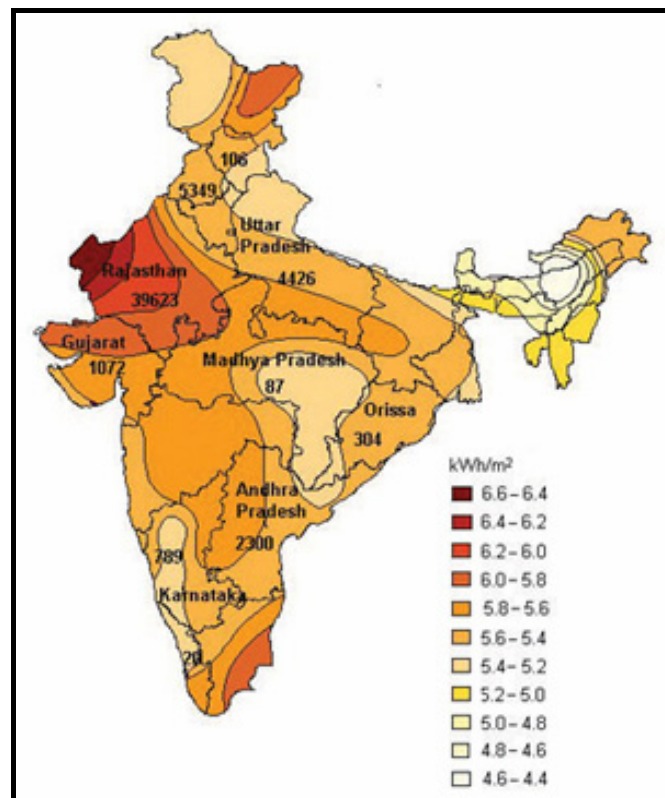 106
5349
Uttar
Pradesh
4426
Rajasthan
39623
Gujarat
1072
Madhya Pradesh
87
Orissa
304
Andhra
Pradesh
2300
789
Karnataka
kWh/m²
6.6–6.4
6.4–6.2
6.2–6.0
6.0–5.8
5.8–5.6
5.6–5.4
5.4–5.2
5.2–5.0
5.0–4.8
4.8–4.6
4.6–4.4